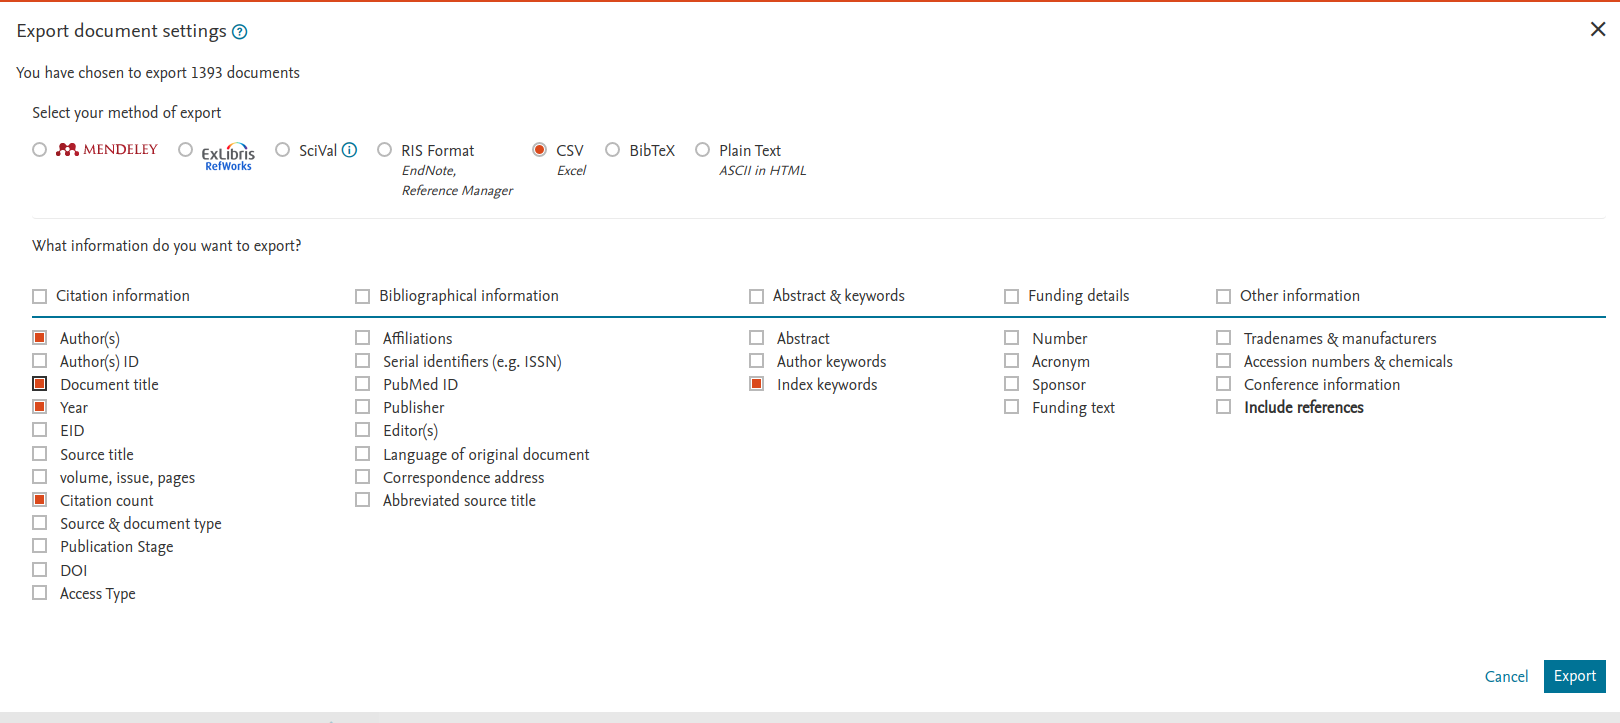 Export document settings ?
You have chosen to export 1393 documents
Select your method of export
MENDELEY
ExLibris
RefWorks
SciVal i
RIS Format
EndNote,
Reference Manager
CSV
Excel
BibTeX
Plain Text
ASCII in HTML
What information do you want to export?
Citation information
Author(s)
Author(s) ID
Document title
Year
EID
Source title
volume, issue, pages
Citation count
Source & document type
Publication Stage
DOI
Access Type
Bibliographical information
Affiliations
Serial identifiers (e.g. ISSN)
PubMed ID
Publisher
Editor(s)
Language of original document
Correspondence address
Abbreviated source title
Abstract & keywords
Abstract
Author keywords
Index keywords
Funding details
Number
Acronym
Sponsor
Funding text
Other information
Tradenames & manufacturers
Accession numbers & chemicals
Conference information
Include references
Cancel
Export